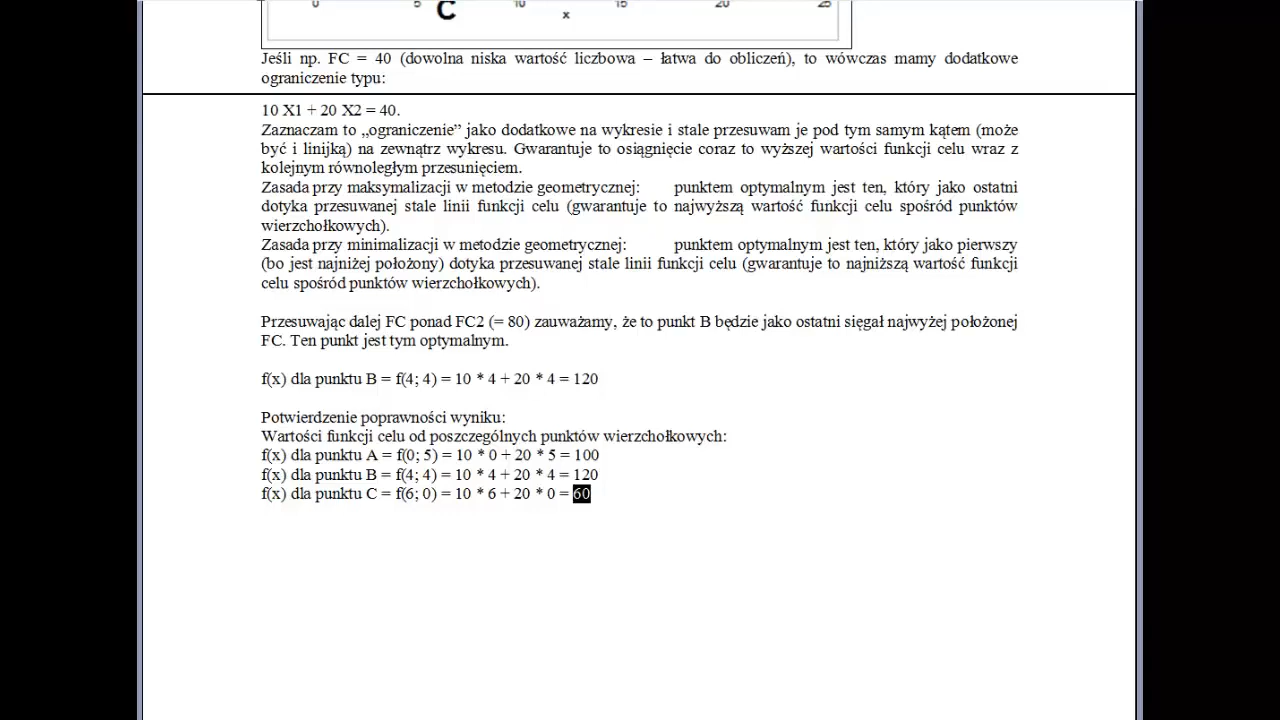 0 5 10 15 20 25
C
x
Jeśli np. FC = 40 (dowolna niska wartość liczbowa – łatwa do obliczeń), to wówczas mamy dodatkowe
ograniczenie typu:
10 X1 + 20 X2 = 40.
Zaznaczam to „ograniczenie” jako dodatkowe na wykresie i stale przesuwam je pod tym samym kątem (może
być i linijką) na zewnątrz wykresu. Gwarantuje to osiągnięcie coraz to wyższej wartości funkcji celu wraz z
kolejnym równoległym przesunięciem.
Zasada przy maksymalizacji w metodzie geometrycznej: punktem optymalnym jest ten, który jako ostatni
dotyka przesuwanej stale linii funkcji celu (gwarantuje to najwyższą wartość funkcji celu spośród punktów
wierzchołkowych).
Zasada przy minimalizacji w metodzie geometrycznej: punktem optymalnym jest ten, który jako pierwszy
(bo jest najniżej położony) dotyka przesuwanej stale linii funkcji celu (gwarantuje to najniższą wartość funkcji
celu spośród punktów wierzchołkowych).
Przesuwając dalej FC ponad FC2 (= 80) zauważamy, że to punkt B będzie jako ostatni sięgał najwyżej położonej
FC. Ten punkt jest tym optymalnym.
f(x) dla punktu B = f(4; 4) = 10 * 4 + 20 * 4 = 120
Potwierdzenie poprawności wyniku:
Wartości funkcji celu od poszczególnych punktów wierzchołkowych:
f(x) dla punktu A = f(0; 5) = 10 * 0 + 20 * 5 = 100
f(x) dla punktu B = f(4; 4) = 10 * 4 + 20 * 4 = 120
f(x) dla punktu C = f(6; 0) = 10 * 6 + 20 * 0 = 60